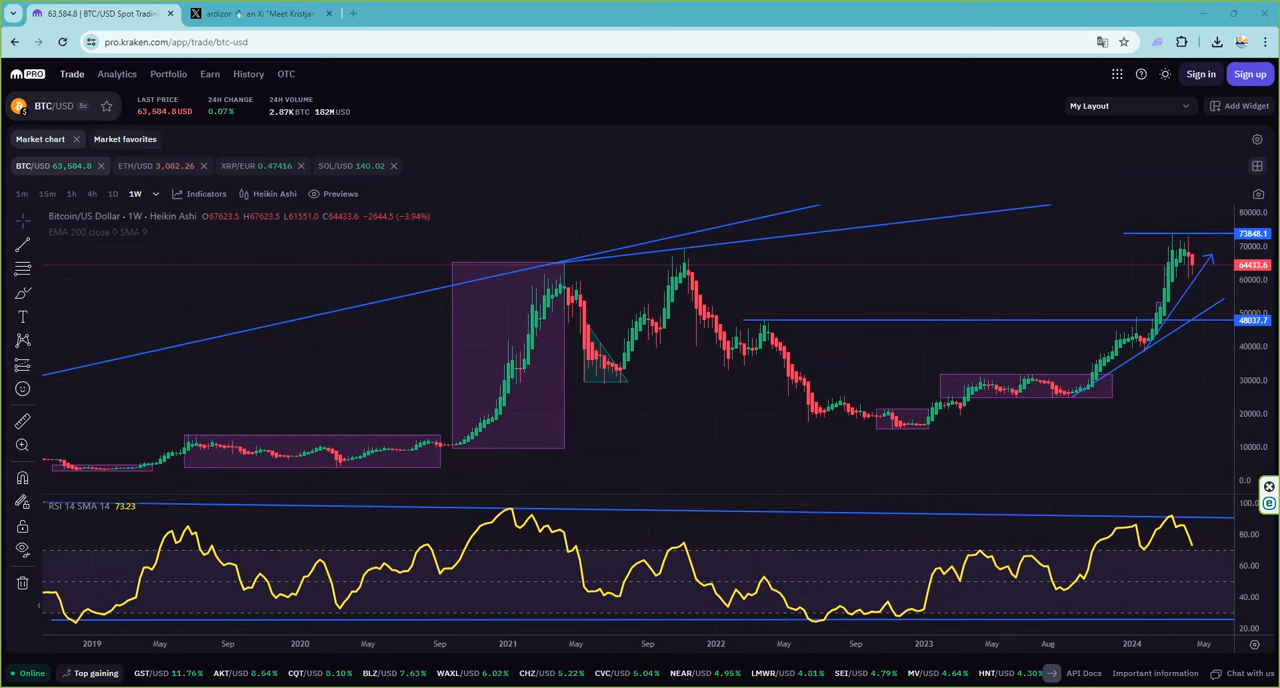 63,584.8 | BTC/USD Spot Trading
ardizor en X: "Meet Kristjan
pro.kraken.com/app/trade/btc-usd
PRO Trade Analytics Portfolio Earn History OTC Sign in Sign up
BTC/USD 5x
LAST PRICE 24H CHANGE 24H VOLUME
63,584.8 USD 0.07% 2.87K BTC 182M USD
My Layout Add Widget
Market chart Market favorites
BTC/USD 63,584.8 ETH/USD 3,082.26 XRP/EUR 0.47416 SOL/USD 140.02
1m 15m 1h 4h 1D 1W Indicators Heikin Ashi Previews
Bitcoin/US Dollar · 1W · Heikin Ashi O67623.5 H67623.5 L61551.0 C64433.6 −2644.5 (−3.94%)
EMA 200 close 0 SMA 9
80000.0
73848.1
70000.0
64433.6
60000.0
50000.0
48037.7
40000.0
30000.0
20000.0
10000.0
0.0
RSI 14 SMA 14 73.23
100.0
80.00
60.00
40.00
20.00
2019 May Sep 2020 May Sep 2021 May Sep 2022 May Sep 2023 May Aug 2024 May
Online Top gaining GST/USD 11.76% AKT/USD 8.54% CQT/USD 8.10% BLZ/USD 7.63% WAXL/USD 6.02% CHZ/USD 5.22% CVC/USD 5.04% NEAR/USD 4.95% LMWR/USD 4.81% SEI/USD 4.79% MV/USD 4.64% HNT/USD 4.30% API Docs Important information Chat with us